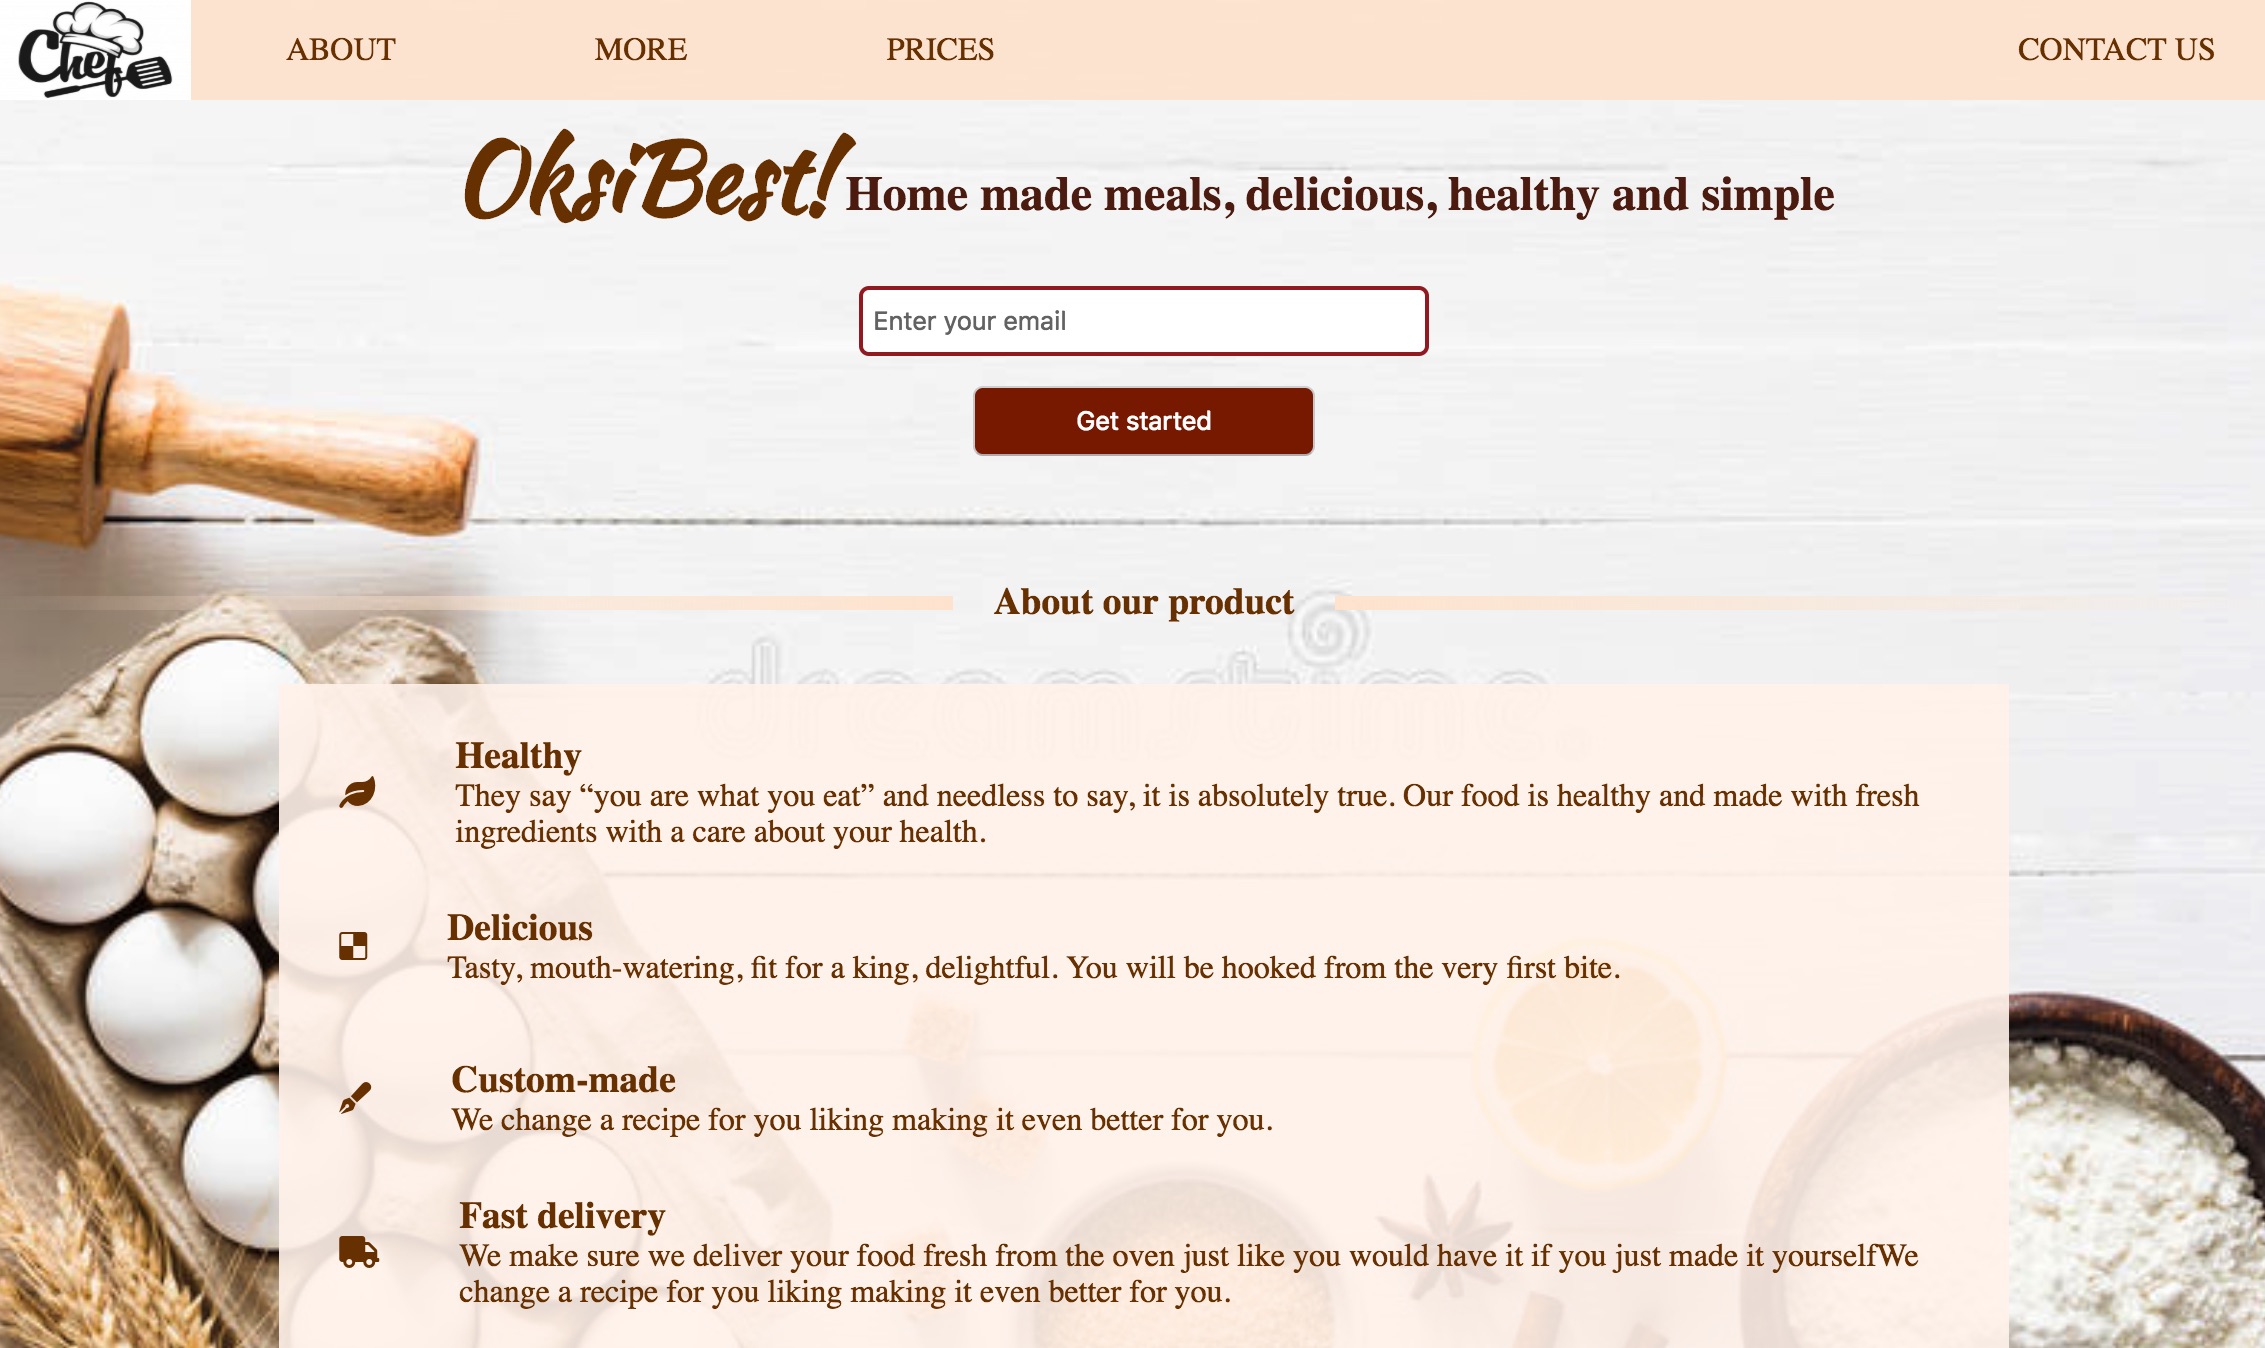 Chef
ABOUT
MORE
PRICES
CONTACT US
OksiBest! Home made meals, delicious, healthy and simple
Enter your email
Get started
About our product
dreamstime.
Healthy
They say “you are what you eat” and needless to say, it is absolutely true. Our food is healthy and made with fresh
ingredients with a care about your health.
Delicious
Tasty, mouth-watering, fit for a king, delightful. You will be hooked from the very first bite.
Custom-made
We change a recipe for you liking making it even better for you.
Fast delivery
We make sure we deliver your food fresh from the oven just like you would have it if you just made it yourselfWe
change a recipe for you liking making it even better for you.